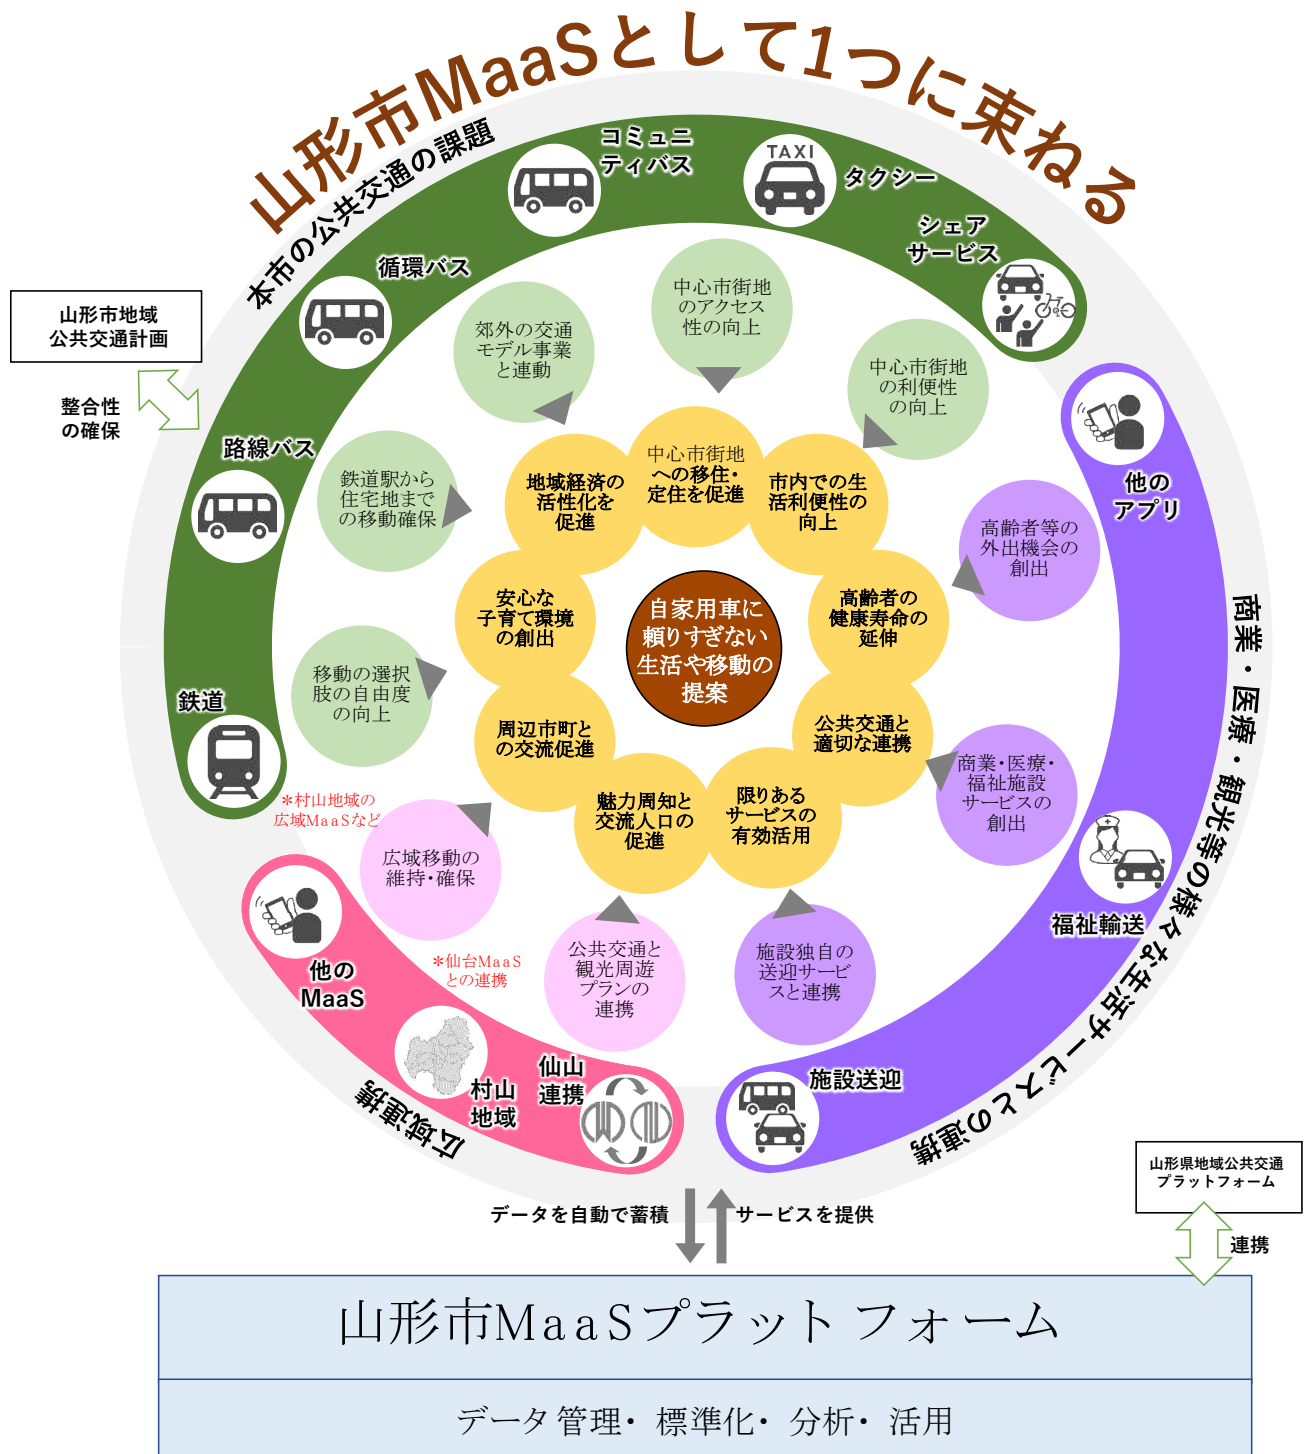 山形市MaaSとして1つに束ねる
本市の公共交通の課題
コミュニ
ティバス
TAXI
タクシー
シェア
サービス
循環バス
路線バス
鉄道
山形市地域
公共交通計画
整合性
の確保
中心市街地
のアクセス
性の向上
郊外の交通
モデル事業
と連動
中心市街地
の利便性
の向上
鉄道駅から
住宅地まで
の移動確保
移動の選択
肢の自由度
の向上
地域経済の
活性化を
促進
中心市街地
への移住・
定住を促進
市内での生
活利便性の
向上
安心な
子育て環境
の創出
高齢者の
健康寿命の
延伸
自家用車に
頼りすぎない
生活や移動の
提案
周辺市町と
の交流促進
公共交通と
適切な連携
魅力周知と
交流人口の
促進
限りある
サービスの
有効活用
他の
アプリ
高齢者等の
外出機会の
創出
商業・医療・
福祉施設
サービスの
創出
福祉輸送
施設独自の
送迎サービ
スと連携
施設送迎
商業・医療・観光等の様々な生活サービスとの連携
＊村山地域の
広域MaaSなど
広域移動の
維持・確保
＊仙台MaaS
との連携
公共交通と
観光周遊
プランの
連携
他の
MaaS
村山
地域
仙山
連携
広域連携
データを自動で蓄積
サービスを提供
山形県地域公共交通
プラットフォーム
連携
山形市MaaSプラットフォーム
データ管理・標準化・分析・活用